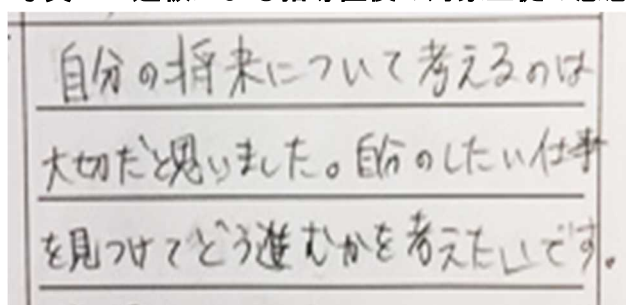 自分の将来について考えるのは
大切だと思いました。自分のしたい仕事
を見つけてどう進むかを考えたいです。